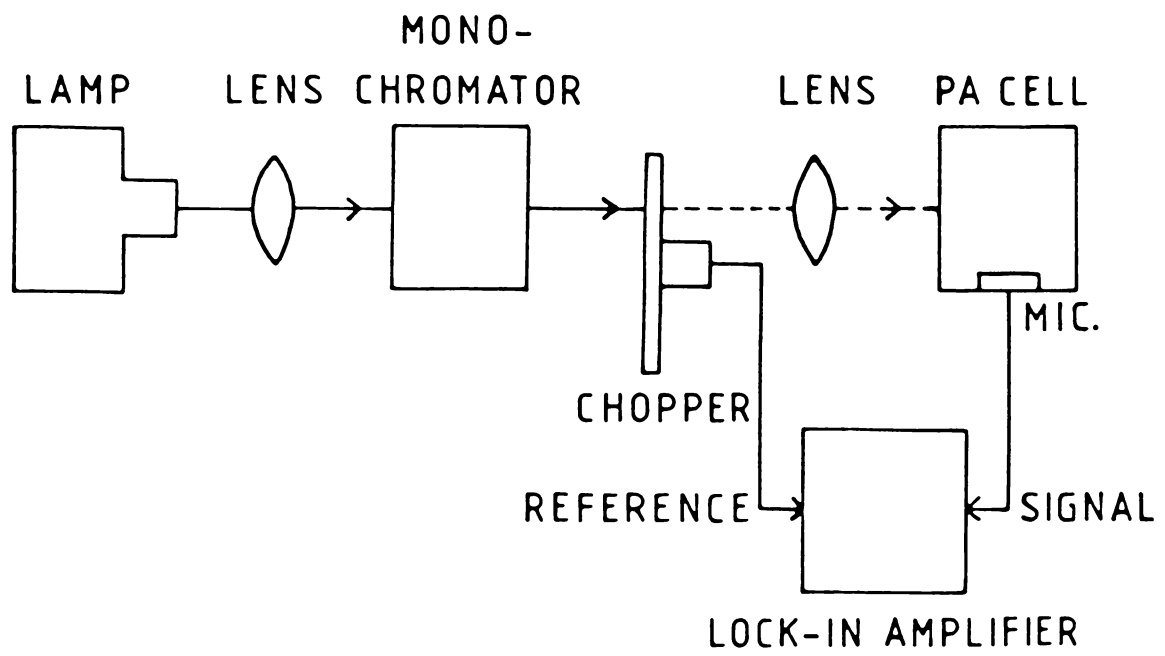 MONO-
LAMP LENS CHROMATOR LENS PA CELL
MIC.
CHOPPER
REFERENCE SIGNAL
LOCK-IN AMPLIFIER